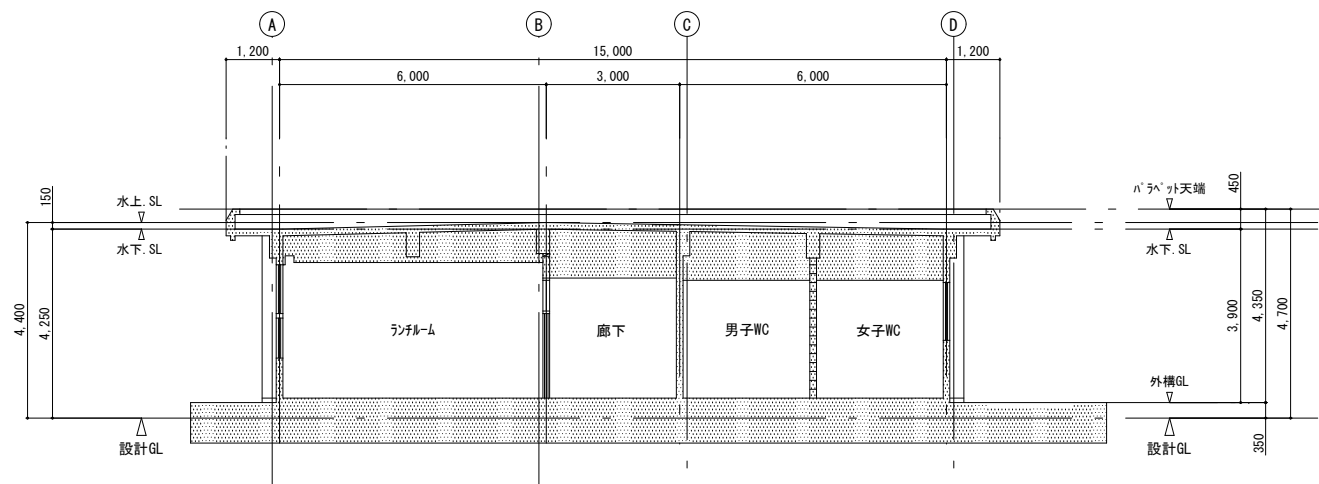 A
B
C
D
1,200
15,000
1,200
6,000
3,000
6,000
150
水上.SL
水下.SL
4,400
4,250
ﾊﾟﾗﾍﾟｯﾄ天端
水下.SL
450
3,900
4,350
4,700
ﾗﾝﾁﾙｰﾑ
廊下
男子WC
女子WC
外構GL
設計GL
設計GL
350